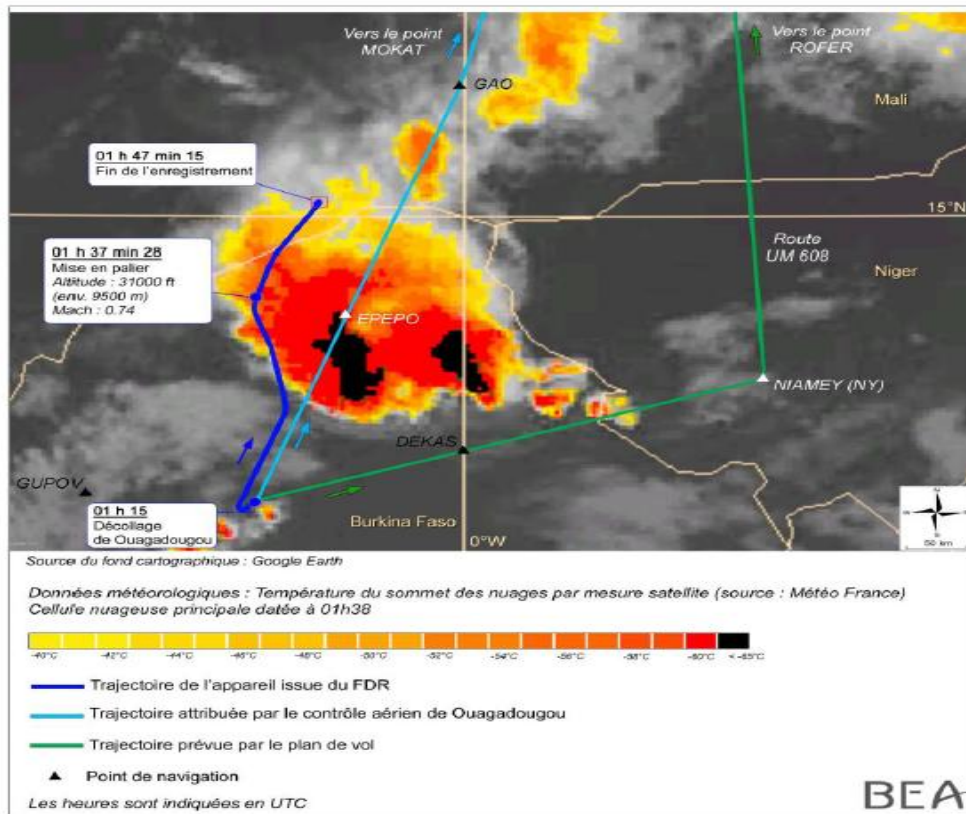 Vers le point
MOKAT
Vers le point
ROFER
GAO
Mali
01 h 47 min 15
Fin de l'enregistrement
15°N
01 h 37 min 28
Mise en palier
Altitude : 31000 ft
(env. 9500 m)
Mach : 0.74
Route
UM 608
Niger
EPEPO
NIAMEY (NY)
DEKAS
GUPOV
01 h 15
Décollage
de Ouagadougou
Burkina Faso
0°W
N
50 km
Source du fond cartographique : Google Earth
Données météorologiques : Température du sommet des nuages par mesure satellite (source : Météo France)
Cellule nuageuse principale datée à 01h38
-40°C -42°C -44°C -46°C -48°C -50°C -52°C -54°C -56°C -58°C -60°C < -65°C
Trajectoire de l'appareil issue du FDR
Trajectoire attribuée par le contrôle aérien de Ouagadougou
Trajectoire prévue par le plan de vol
Point de navigation
Les heures sont indiquées en UTC
BEA